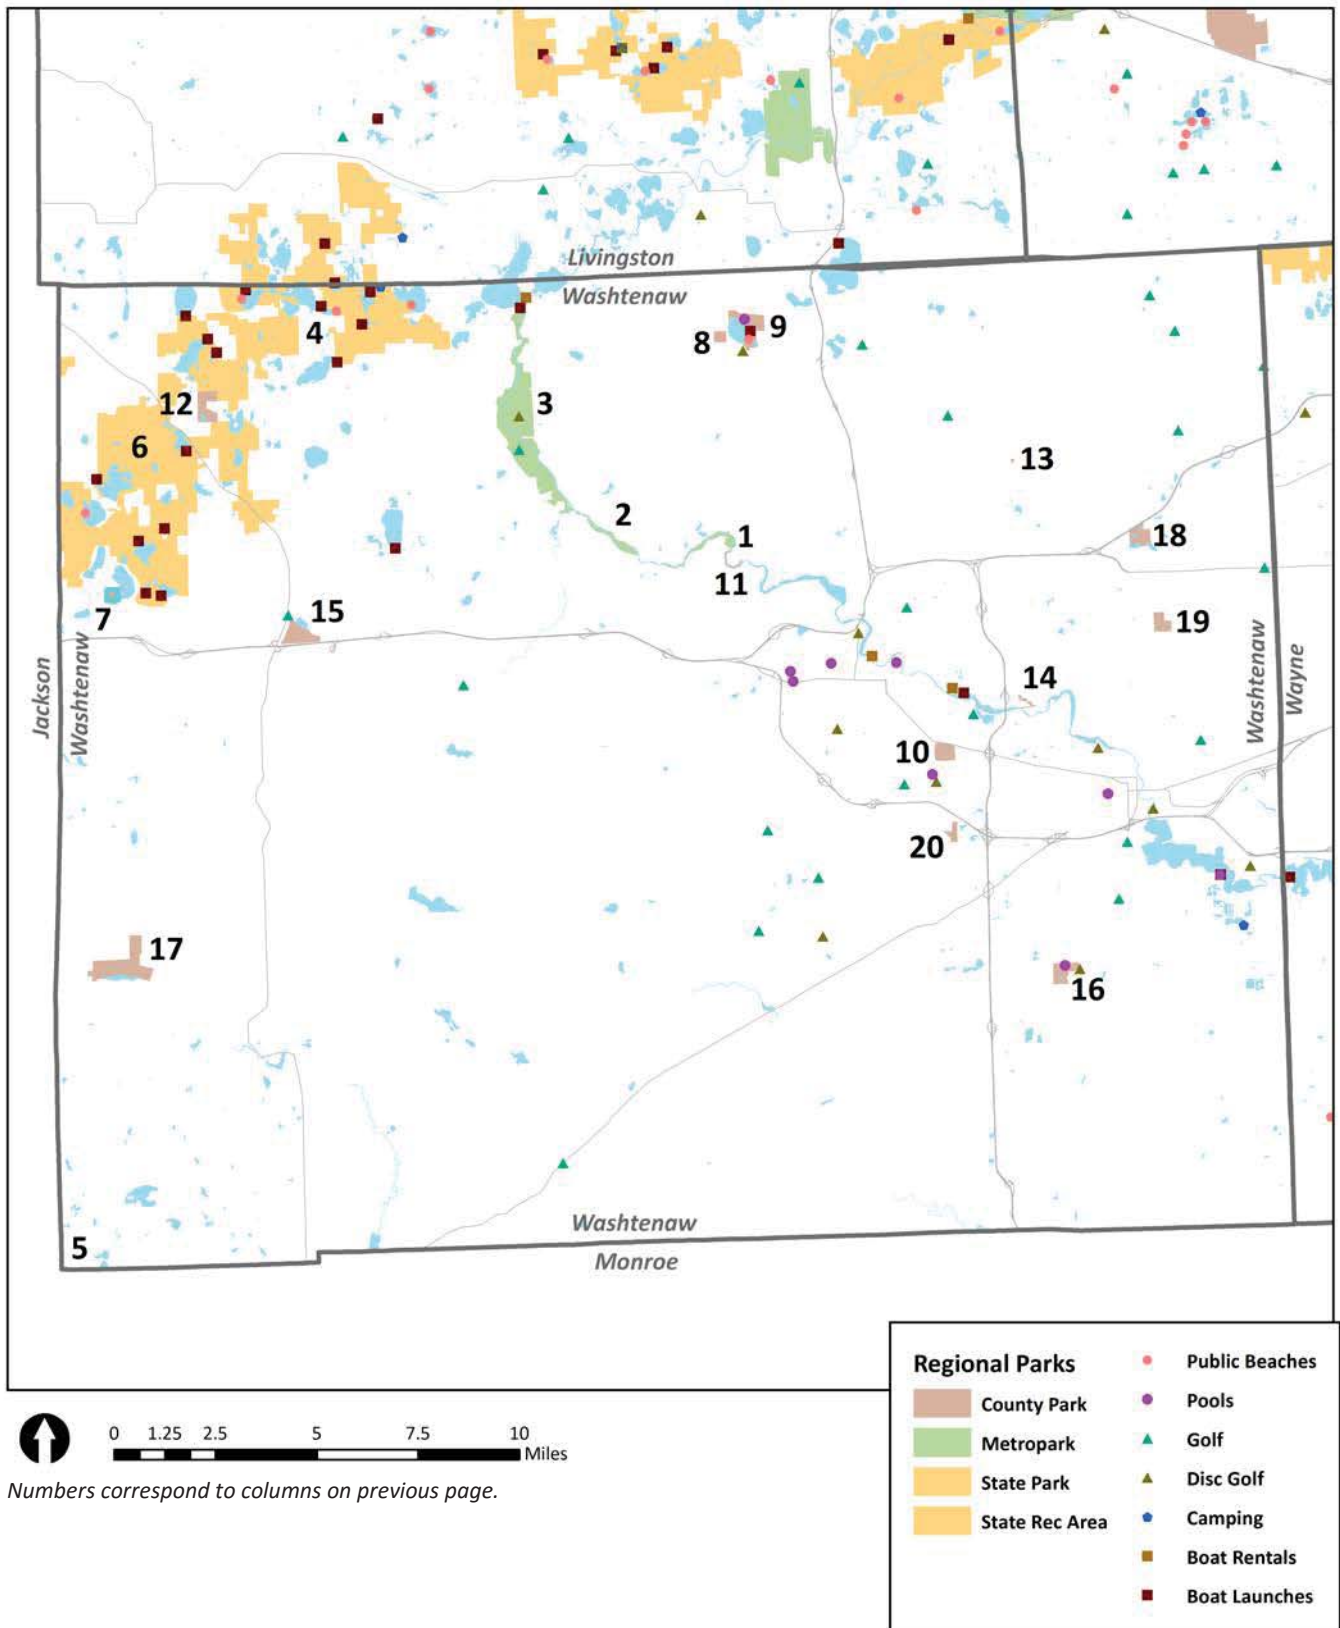 Livingston
Washtenaw
8
9
4
12
3
6
13
2
1
18
11
7
15
19
Jackson
Washtenaw
14
Washtenaw
Wayne
10
20
17
16
5
Washtenaw
Monroe
Regional Parks
County Park
Metropark
State Park
State Rec Area
Public Beaches
Pools
Golf
Disc Golf
Camping
Boat Rentals
Boat Launches
0 1.25 2.5 5 7.5 10
Miles
Numbers correspond to columns on previous page.